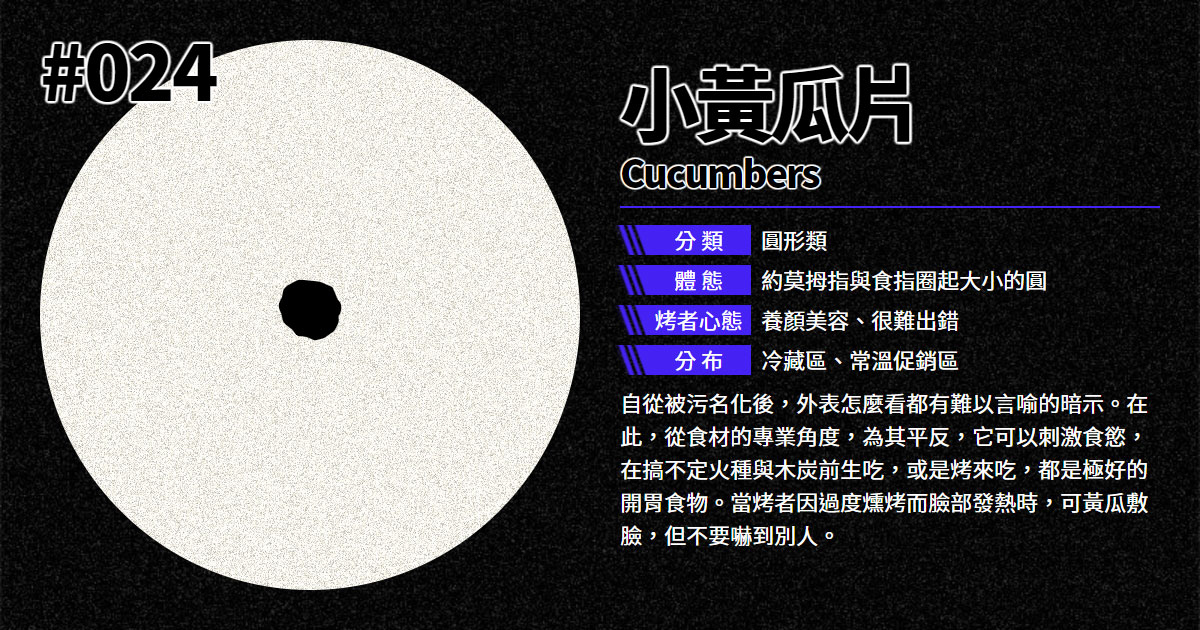 #024
小黃瓜片
Cucumbers
分類 圓形類
體態 約莫拇指與食指圈起大小的圓
烤者心態 養顏美容、很難出錯
分布 冷藏區、常溫促銷區
自從被污名化後，外表怎麼看都有難以言喻的暗示。在
此，從食材的專業角度，為其平反，它可以刺激食慾，
在搞不定火種與木炭前生吃，或是烤來吃，都是極好的
開胃食物。當烤者因過度燻烤而臉部發熱時，可黃瓜敷
臉，但不要嚇到別人。